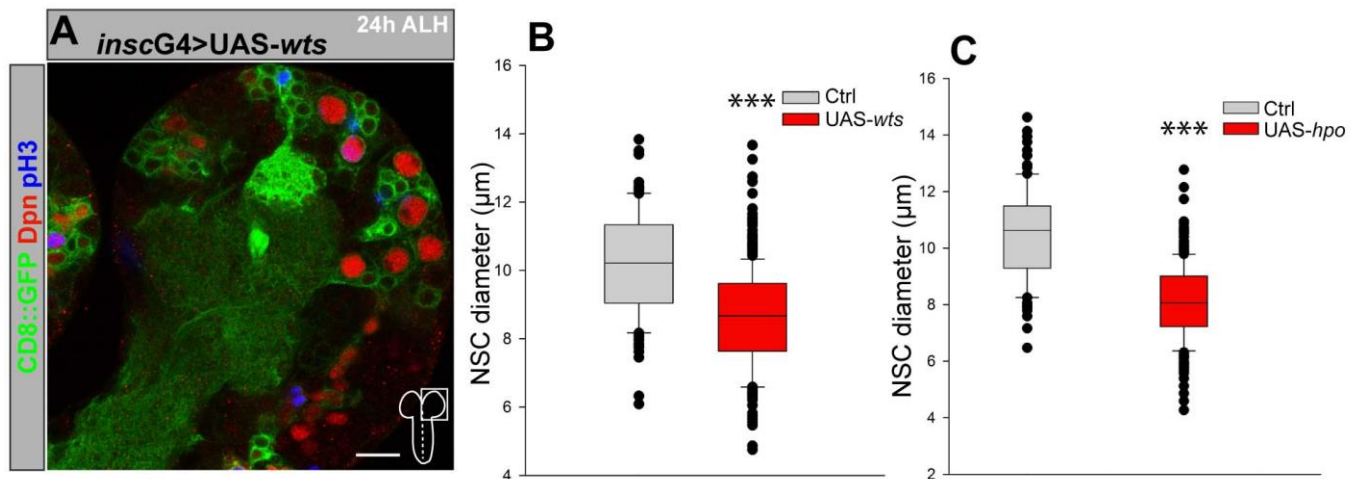 A
24h ALH
inscG4>UAS-wts
CD8::GFP Dpn pH3
B
NSC diameter (µm)
16
14
12
10
8
6
4
***
Ctrl
UAS-wts
C
NSC diameter (µm)
16
14
12
10
8
6
4
2
***
Ctrl
UAS-hpo